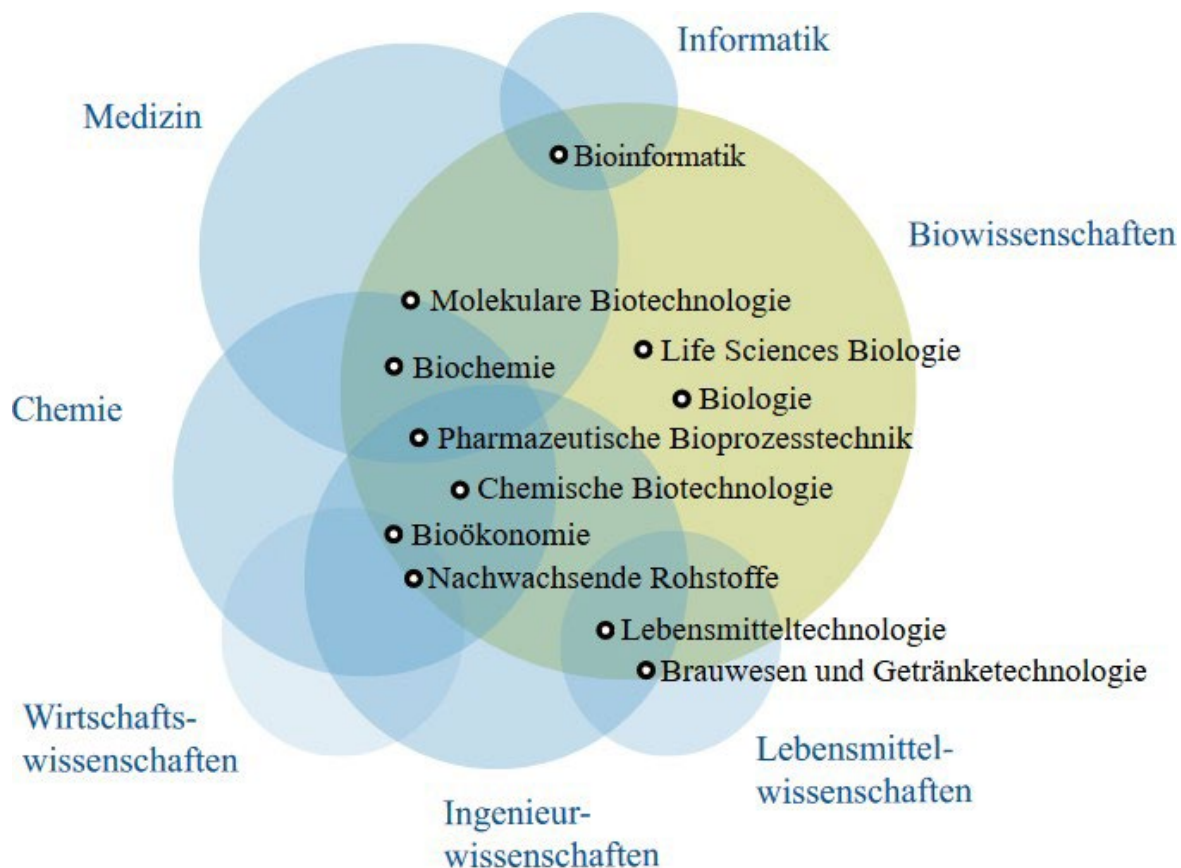 Informatik
Medizin
Bioinformatik
Biowissenschaften
Molekulare Biotechnologie
Life Sciences Biologie
Biochemie
Biologie
Chemie
Pharmazeutische Bioprozesstechnik
Chemische Biotechnologie
Bioökonomie
Nachwachsende Rohstoffe
Lebensmitteltechnologie
Brauwesen und Getränketechnologie
Wirtschafts-
wissenschaften
Lebensmittel-
wissenschaften
Ingenieur-
wissenschaften